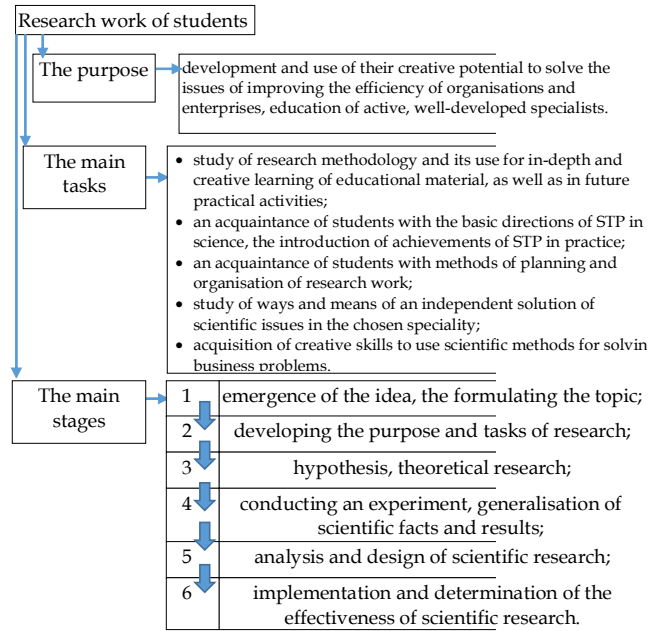 Research work of students
The purpose
development and use of their creative potential to solve the
issues of improving the efficiency of organisations and
enterprises, education of active, well-developed specialists.
The main
tasks
• study of research methodology and its use for in-depth and
creative learning of educational material, as well as in future
practical activities;
• an acquaintance of students with the basic directions of STP in
science, the introduction of achievements of STP in practice;
• an acquaintance of students with methods of planning and
organisation of research work;
• study of ways and means of an independent solution of
scientific issues in the chosen speciality;
• acquisition of creative skills to use scientific methods for solvin
business problems.
The main
stages
1 emergence of the idea, the formulating the topic;
2 developing the purpose and tasks of research;
3 hypothesis, theoretical research;
4 conducting an experiment, generalisation of
scientific facts and results;
5 analysis and design of scientific research;
6 implementation and determination of the
effectiveness of scientific research.